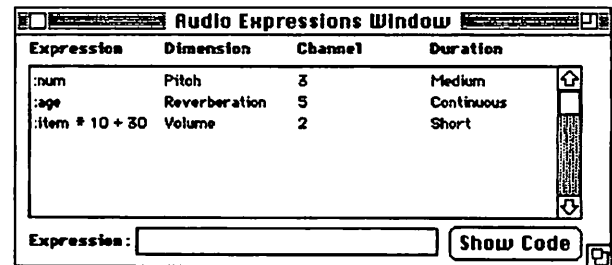 Audio Expressions Window
Expression Dimension Channel Duration
:num Pitch 3 Medium
:age Reverberation 5 Continuous
:item * 10 + 30 Volume 2 Short
Expression:
Show Code